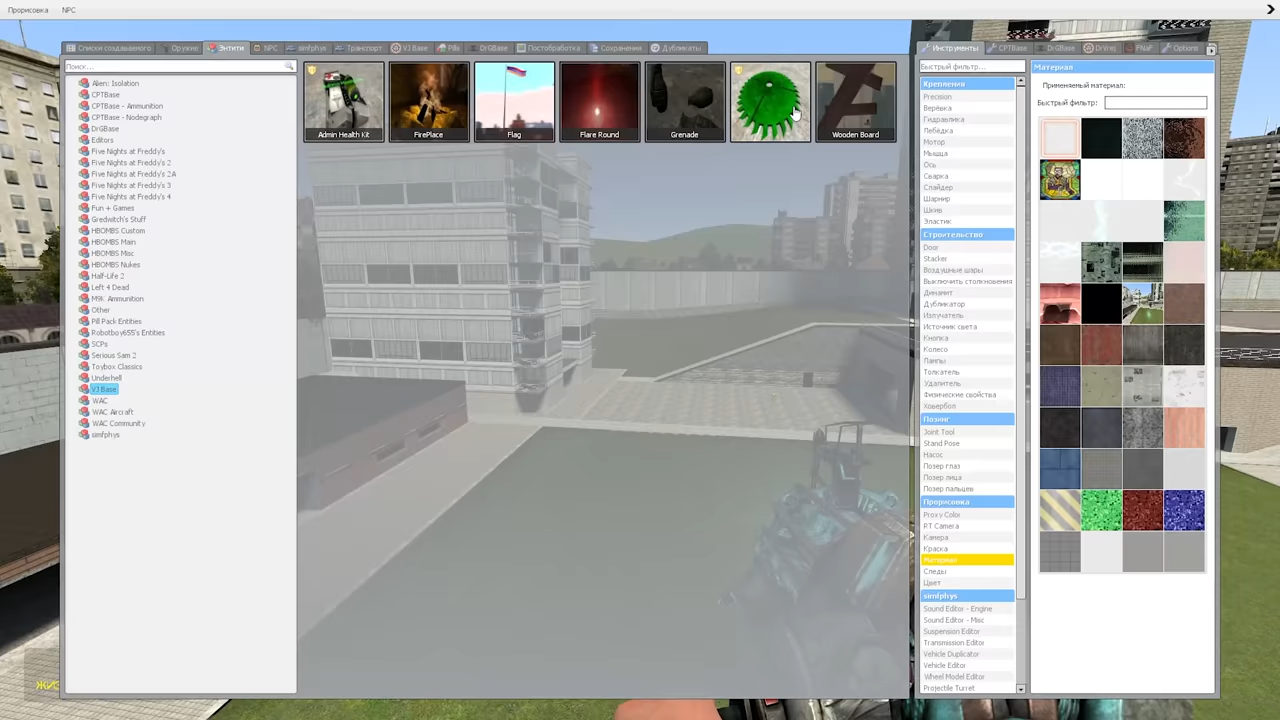 Прорисовка NPC
Списки создаваемого Оружие Энтити NPC simfphys Транспорт VJ Base Pills DrGBase Постобработка Сохранения Дубликаты
Поиск...
Alien: Isolation
CPTBase
CPTBase - Ammunition
CPTBase - Nodegraph
DrGBase
Editors
Five Nights at Freddy's
Five Nights at Freddy's 2
Five Nights at Freddy's 2A
Five Nights at Freddy's 3
Five Nights at Freddy's 4
Fun + Games
Gredwitch's Stuff
HBOMBS Custom
HBOMBS Main
HBOMBS Misc
HBOMBS Nukes
Half-Life 2
Left 4 Dead
M9k Ammunition
Other
Pill Pack Entities
Robotboy655's Entities
SCPs
Serious Sam 2
Toybox Classics
Underhell
VJ Base
WAC
WAC Aircraft
WAC Community
simfphys
Admin Health Kit
FirePlace
Flag
Flare Round
Grenade
Wooden Board
Инструменты CPTBase DrGBase DrVrej FNaF Options
Быстрый фильтр...
Крепления
Precision
Верёвка
Гидравлика
Лебёдка
Мотор
Мышца
Ось
Сварка
Слайдер
Шарнир
Шкив
Эластик
Строительство
Door
Stacker
Воздушные шары
Выключить столкновения
Динамит
Дубликатор
Излучатель
Источник света
Кнопка
Колесо
Лампы
Толкатель
Удалитель
Физические свойства
Ховербол
Позинг
Joint Tool
Stand Pose
Насос
Позер глаз
Позер лица
Позер пальцев
Прорисовка
Proxy Color
RT Camera
Камера
Краска
Материал
Следы
Цвет
simfphys
Sound Editor - Engine
Sound Editor - Misc
Suspension Editor
Transmission Editor
Vehicle Duplicator
Vehicle Editor
Wheel Model Editor
Projectile Turret
Материал
Применяемый материал:
Быстрый фильтр: